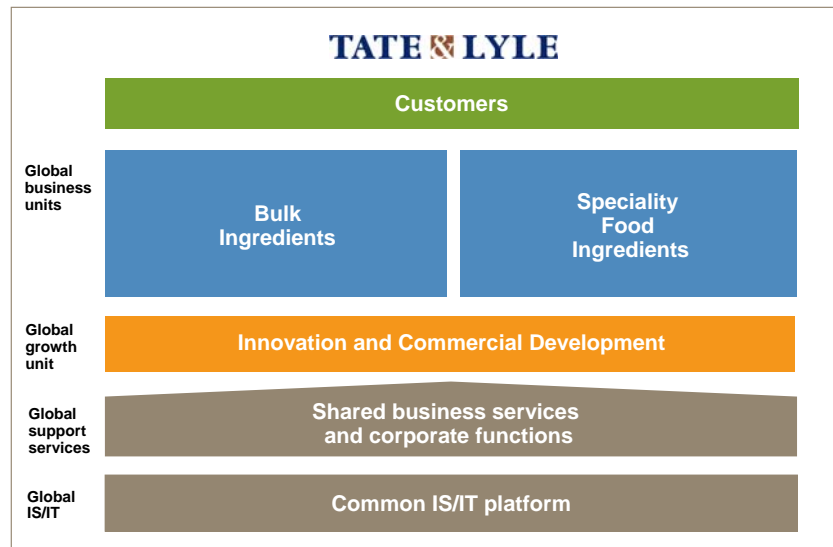 TATE & LYLE
Customers
Global
business
units
Bulk
Ingredients
Speciality
Food
Ingredients
Global
growth
unit
Innovation and Commercial Development
Global
support
services
Shared business services
and corporate functions
Global
IS/IT
Common IS/IT platform